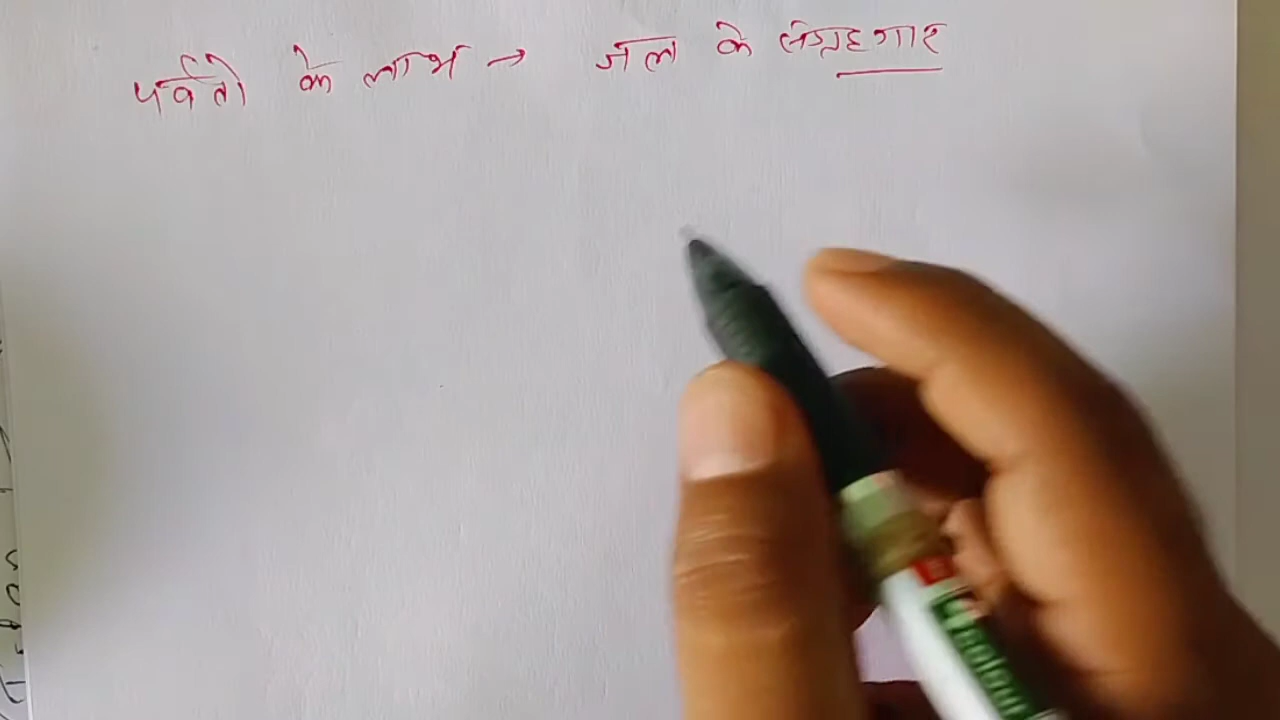 पर्वतो के लाभ → जल के संग्रहगार